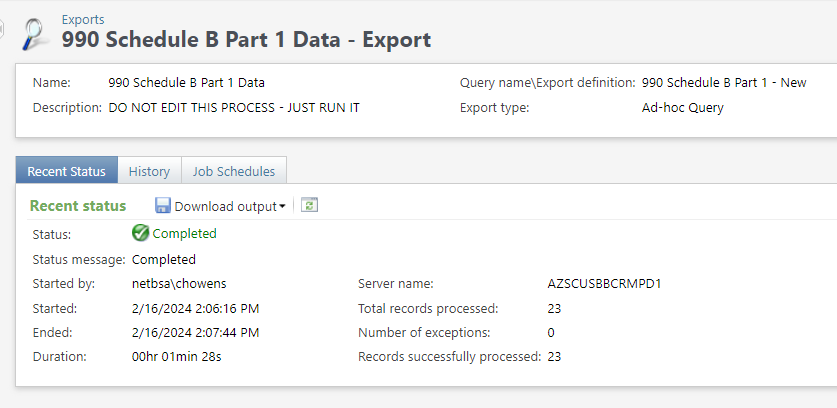 Exports
990 Schedule B Part 1 Data - Export
Name: 990 Schedule B Part 1 Data Query name\Export definition: 990 Schedule B Part 1 - New
Description: DO NOT EDIT THIS PROCESS - JUST RUN IT Export type: Ad-hoc Query
Recent Status History Job Schedules
Recent status Download output
Status: Completed
Status message: Completed
Started by: netbsa\chowens Server name: AZSCUSBBCRMPD1
Started: 2/16/2024 2:06:16 PM Total records processed: 23
Ended: 2/16/2024 2:07:44 PM Number of exceptions: 0
Duration: 00hr 01min 28s Records successfully processed: 23